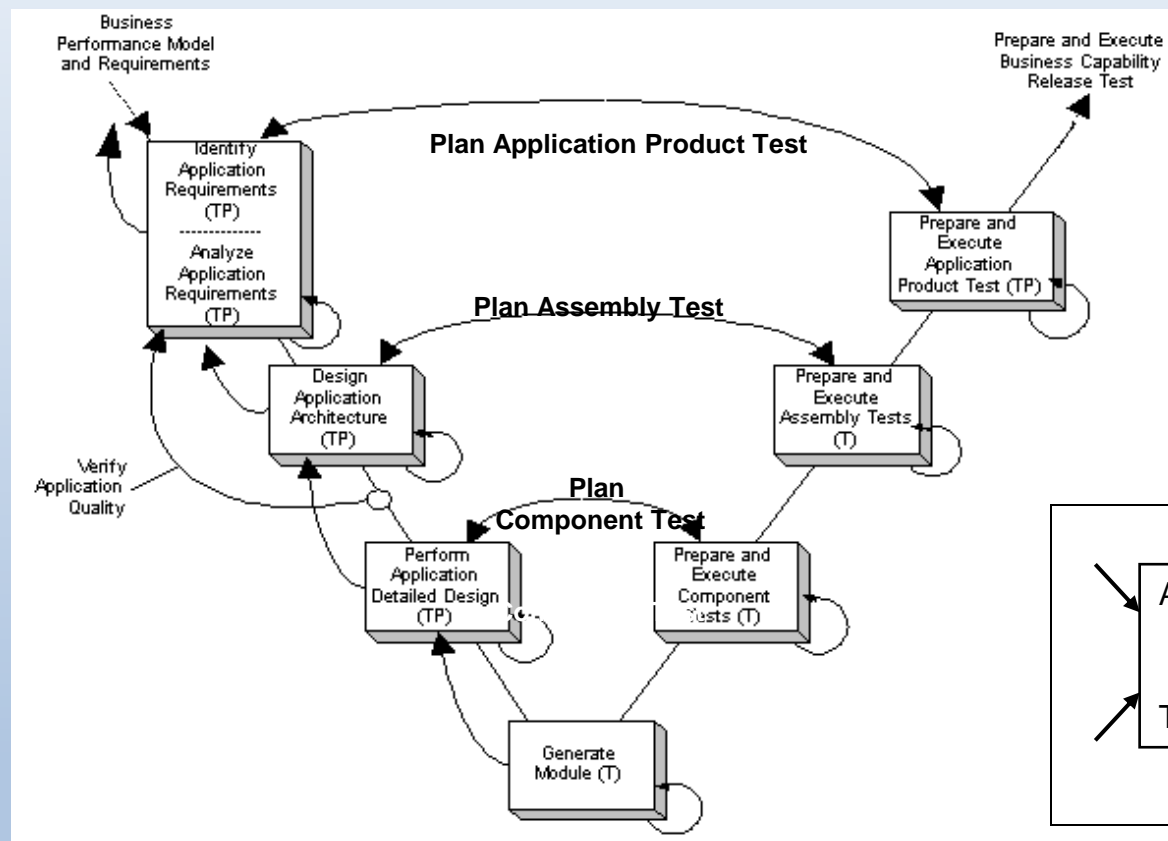 Business
Performance Model
and Requirements
Prepare and Execute
Business Capability
Release Test
Plan Application Product Test
Identify
Application
Requirements
(TP)
Analyze
Application
Requirements
(TP)
Prepare and
Execute
Application
Product Test (TP)
Plan Assembly Test
Design
Application
Architecture
(TP)
Prepare and
Execute
Assembly Tests
(T)
Verify
Application
Quality
Plan
Component Test
Perform
Application
Detailed Design
(TP)
Prepare and
Execute
Component
Tests (T)
Generate
Module (T)
A
T